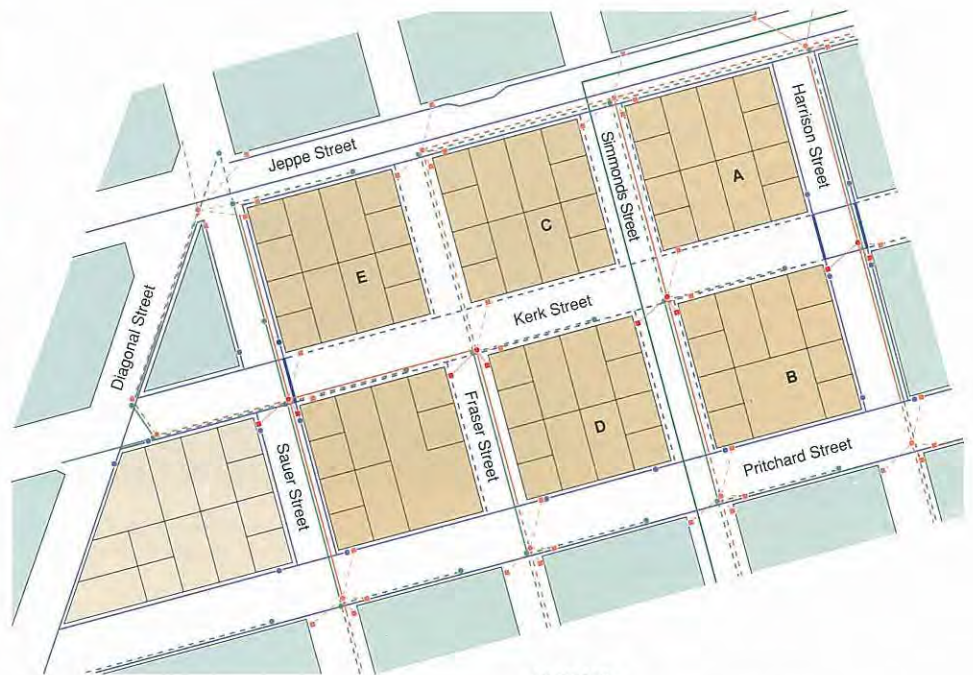 Jeppe Street
Harrison Street
Simmonds Street
A
C
E
Kerk Street
Diagonal Street
B
Fraser Street
D
Sauer Street
Pritchard Street